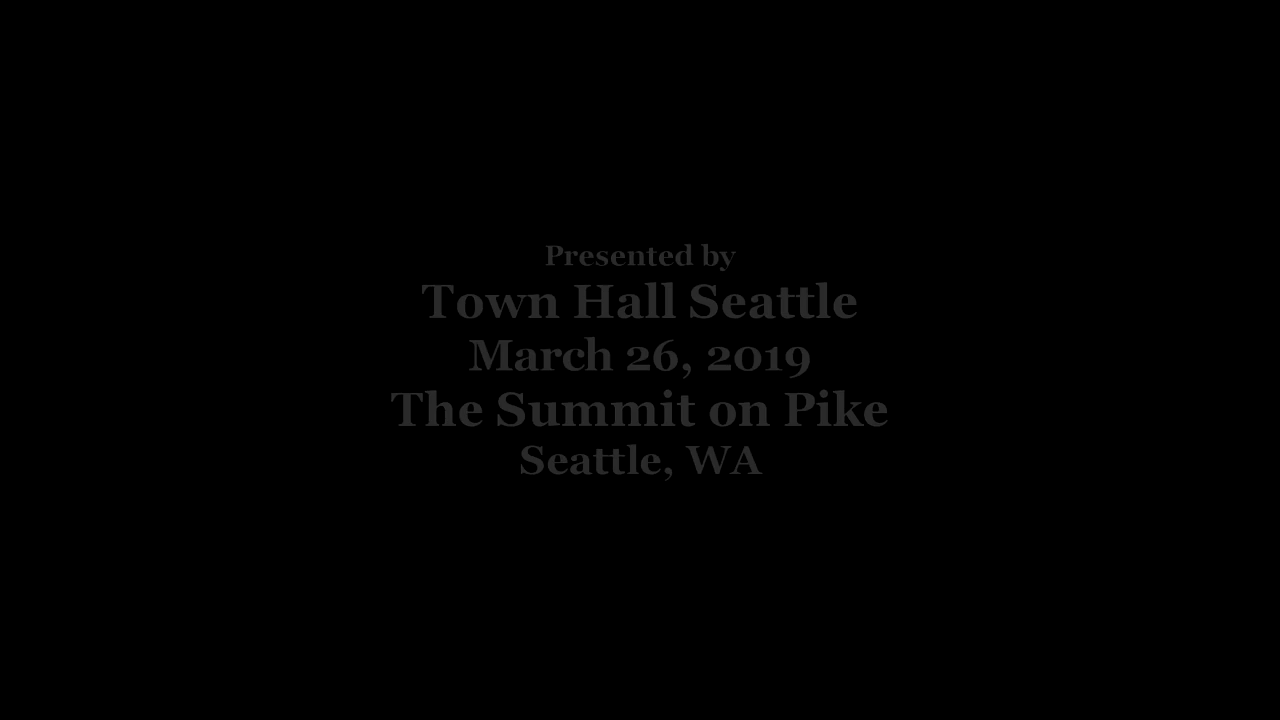 Presented by
Town Hall Seattle
March 26, 2019
The Summit on Pike
Seattle, WA